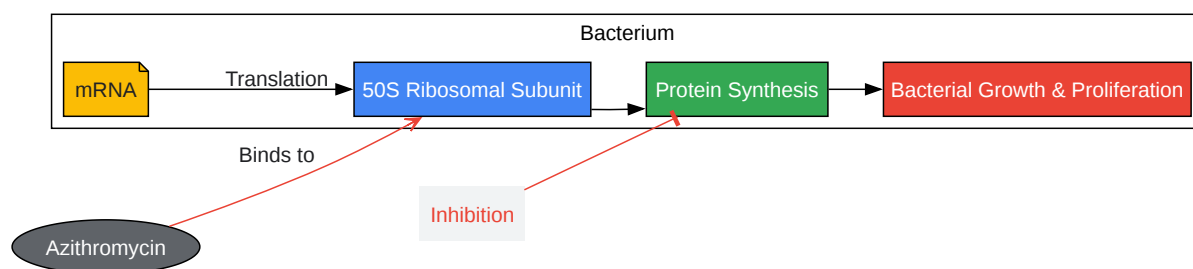 Bacterium
mRNA
Translation
50S Ribosomal Subunit
Protein Synthesis
Bacterial Growth & Proliferation
Binds to
Inhibition
Azithromycin